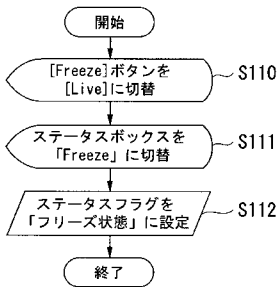 開始
[Freeze]ボタンを
[Live]に切替
S110
ステータスボックスを
「Freeze」に切替
S111
ステータスフラグを
「フリーズ状態」に設定
S112
終了